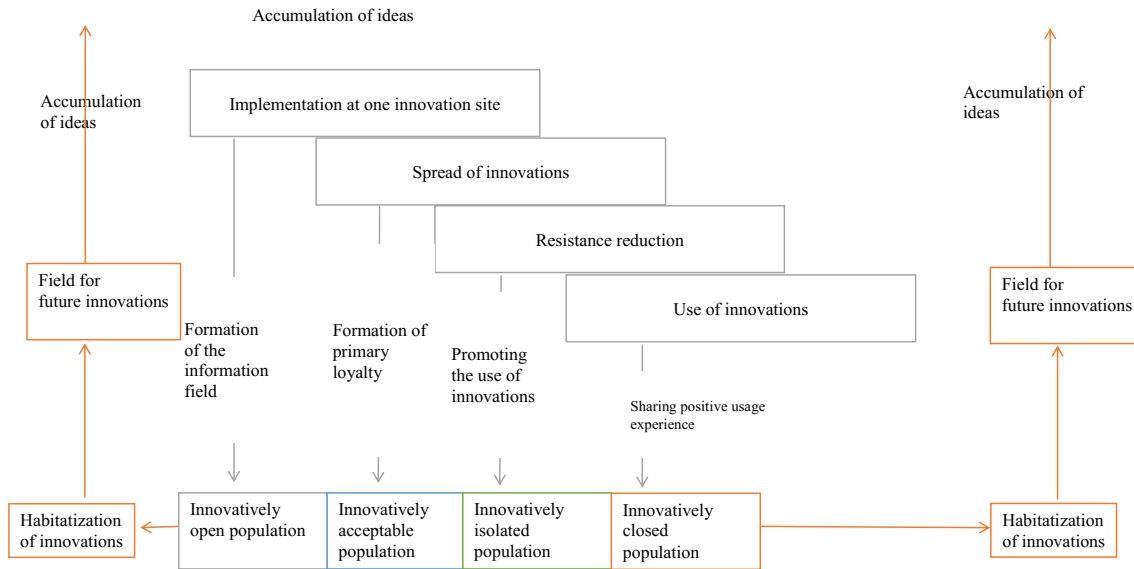 Accumulation of ideas
Accumulation
of ideas
Implementation at one innovation site
Accumulation of
ideas
Spread of innovations
Resistance reduction
Field for
future innovations
Use of innovations
Field for
future innovations
Formation
of the
information
field
Formation of
primary
loyalty
Promoting
the use of
innovations
Sharing positive usage
experience
Habitatization
of innovations
Innovatively
open population
Innovatively
acceptable
population
Innovatively
isolated
population
Innovatively
closed
population
Habitatization
of innovations